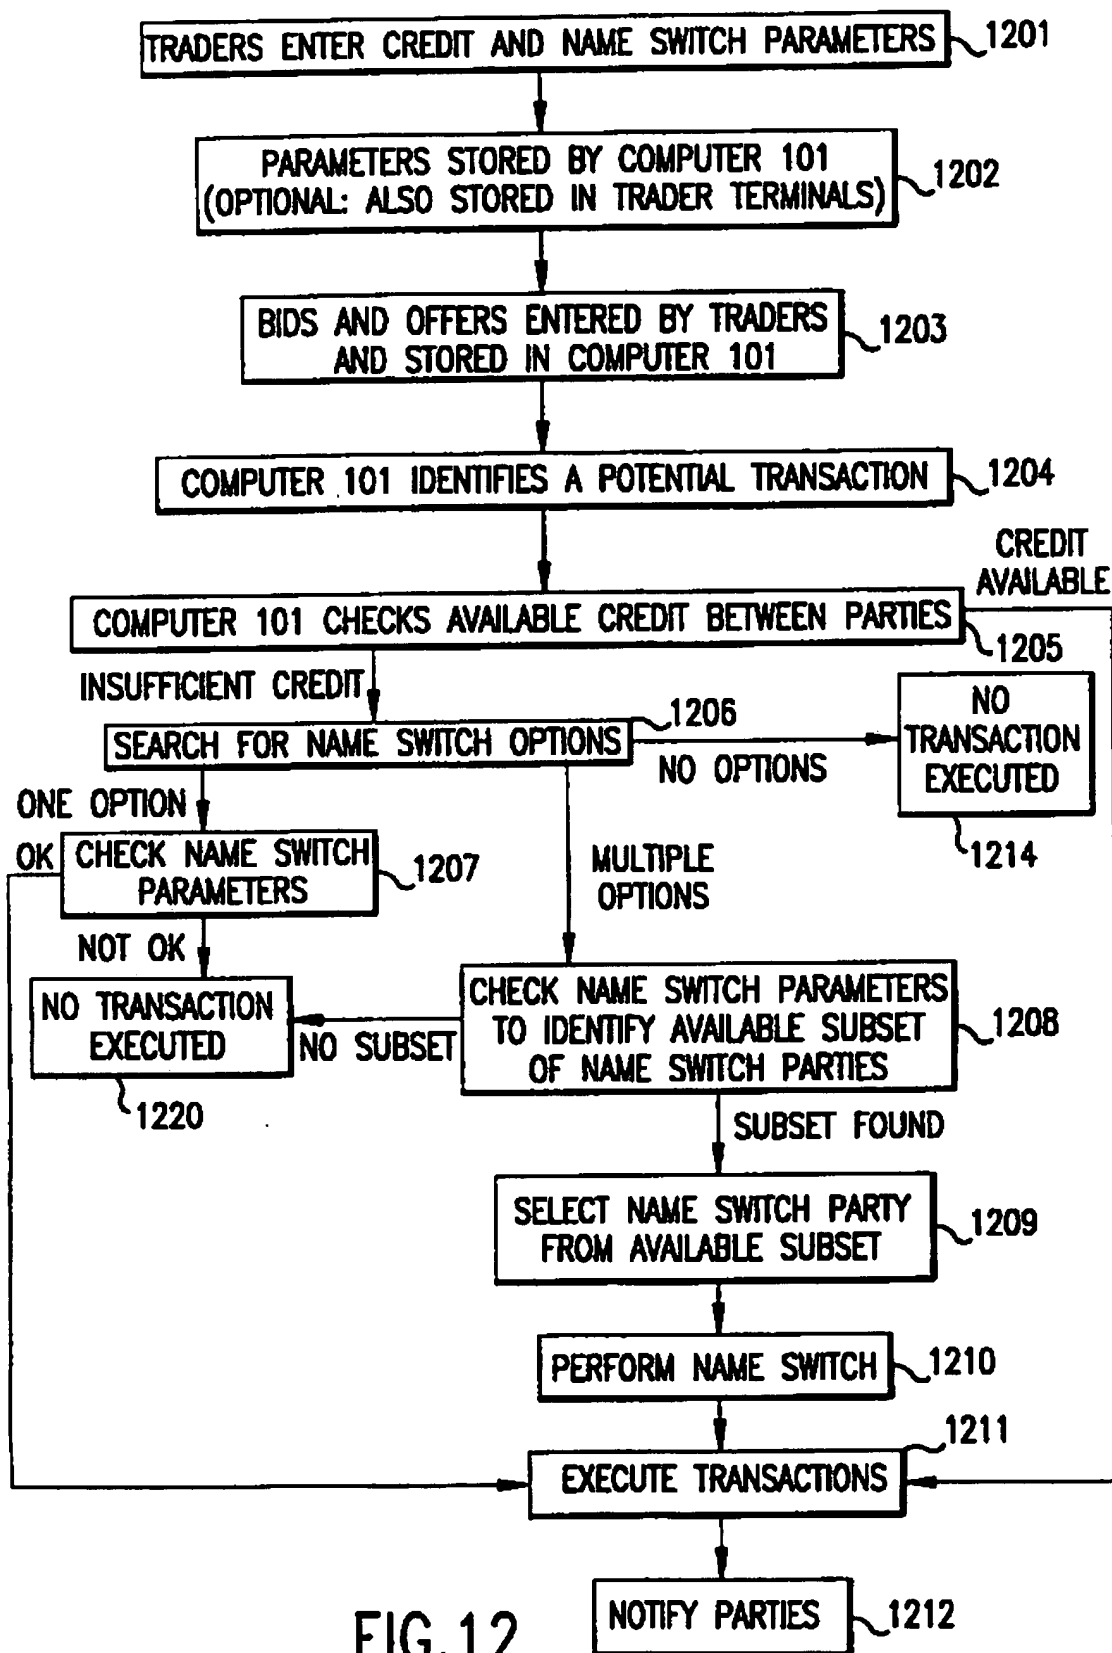 TRADERS ENTER CREDIT AND NAME SWITCH PARAMETERS
1201
PARAMETERS STORED BY COMPUTER 101
(OPTIONAL: ALSO STORED IN TRADER TERMINALS)
1202
BIDS AND OFFERS ENTERED BY TRADERS
AND STORED IN COMPUTER 101
1203
COMPUTER 101 IDENTIFIES A POTENTIAL TRANSACTION
1204
CREDIT
AVAILABLE
COMPUTER 101 CHECKS AVAILABLE CREDIT BETWEEN PARTIES
1205
INSUFFICIENT CREDIT
1206
SEARCH FOR NAME SWITCH OPTIONS
NO OPTIONS
NO
TRANSACTION
EXECUTED
1214
ONE OPTION
OK
CHECK NAME SWITCH
PARAMETERS
1207
MULTIPLE
OPTIONS
NOT OK
NO TRANSACTION
EXECUTED
1220
NO SUBSET
CHECK NAME SWITCH PARAMETERS
TO IDENTIFY AVAILABLE SUBSET
OF NAME SWITCH PARTIES
1208
SUBSET FOUND
SELECT NAME SWITCH PARTY
FROM AVAILABLE SUBSET
1209
PERFORM NAME SWITCH
1210
1211
EXECUTE TRANSACTIONS
NOTIFY PARTIES
1212
FIG.12